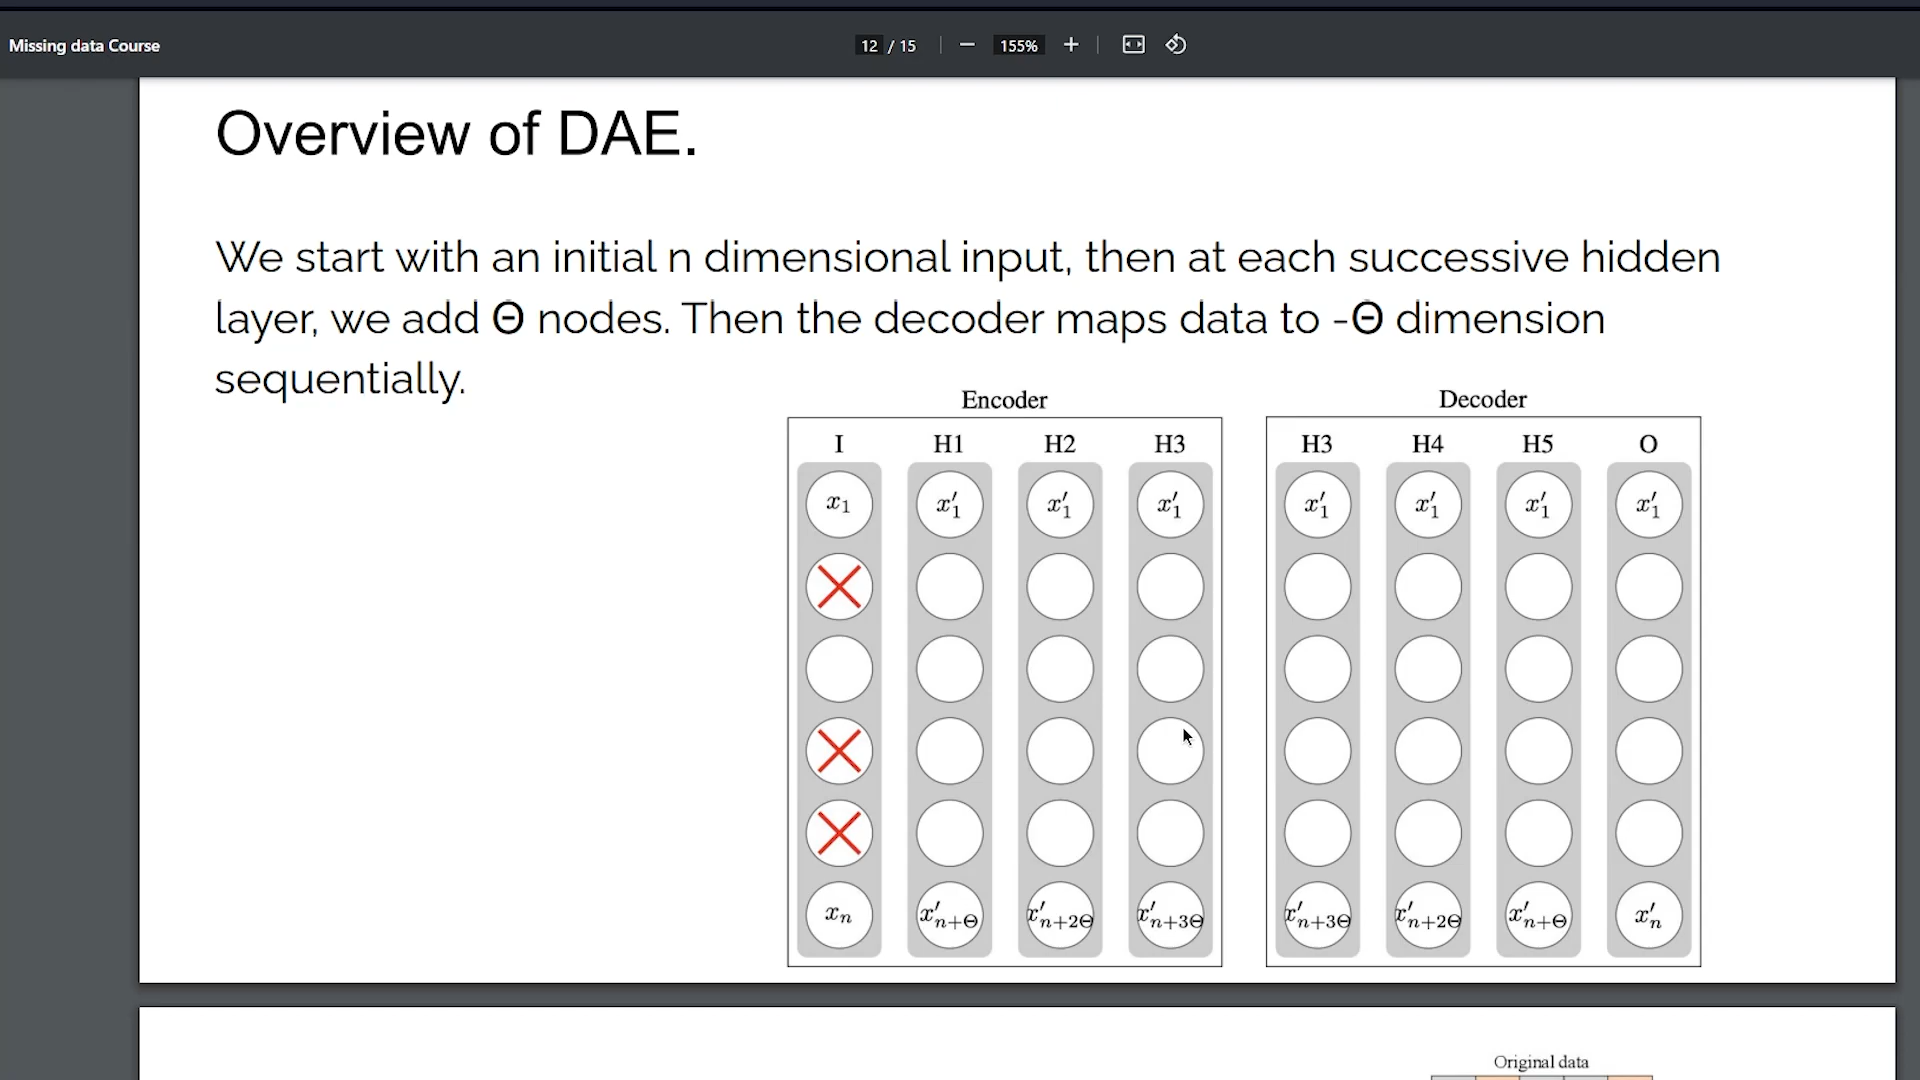 Missing data Course
12 / 15
155%
Overview of DAE.
We start with an initial n dimensional input, then at each successive hidden
layer, we add Θ nodes. Then the decoder maps data to -Θ dimension
sequentially.
Encoder
I H1 H2 H3
x₁ x′₁ x′₁ x′₁
xₙ x′ₙ₊Θ x′ₙ₊₂Θ x′ₙ₊₃Θ
Decoder
H3 H4 H5 O
x′₁ x′₁ x′₁ x′₁
x′ₙ₊₃Θ x′ₙ₊₂Θ x′ₙ₊Θ x′ₙ
Original data